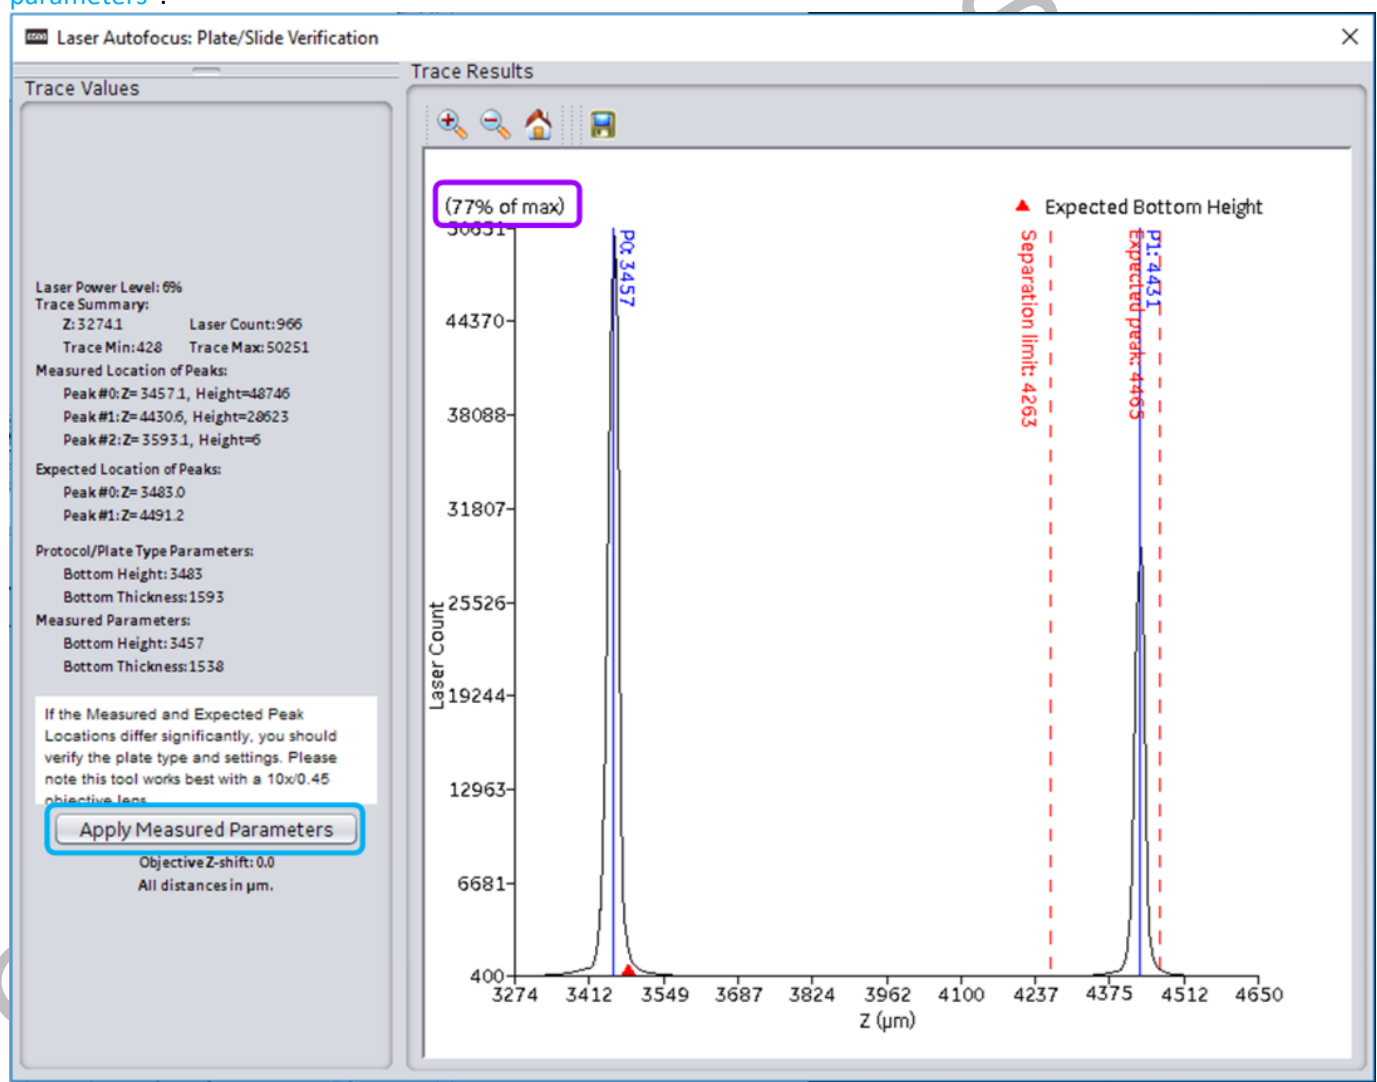 parameters".
Laser Autofocus: Plate/Slide Verification
Trace Values
Laser Power Level: 6%
Trace Summary:
Z: 3274.1 Laser Count: 966
Trace Min: 428 Trace Max: 50251
Measured Location of Peaks:
Peak #0: Z= 3457.1, Height=48746
Peak #1: Z= 4430.6, Height=28623
Peak #2: Z= 3593.1, Height=6
Expected Location of Peaks:
Peak #0: Z= 3483.0
Peak #1: Z= 4491.2
Protocol/Plate Type Parameters:
Bottom Height: 3483
Bottom Thickness: 1593
Measured Parameters:
Bottom Height: 3457
Bottom Thickness: 1538
If the Measured and Expected Peak
Locations differ significantly, you should
verify the plate type and settings. Please
note this tool works best with a 10x/0.45
objective lens
Apply Measured Parameters
Objective Z-shift: 0.0
All distances in µm.
Trace Results
(77% of max)
Expected Bottom Height
P0: 3457
Separation limit: 4263
Expected peak: 4465
P1: 4431
50651
44370
38088
31807
25526
19244
12963
6681
400
Laser Count
3274 3412 3549 3687 3824 3962 4100 4237 4375 4512 4650
Z (µm)